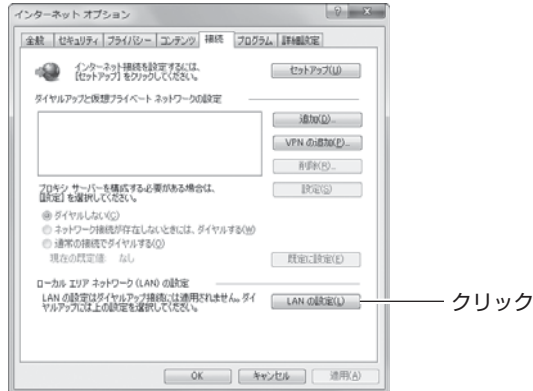 インターネット オプション
全般 セキュリティ プライバシー コンテンツ 接続 プログラム 詳細設定
インターネット接続を設定するには、
[セットアップ] をクリックしてください。
セットアップ(U)
ダイヤルアップと仮想プライベート ネットワークの設定
追加(D)...
VPN の追加(P)...
削除(R)...
プロキシ サーバーを構成する必要がある場合は、
[設定] を選択してください。
設定(S)
ダイヤルしない(C)
ネットワーク接続が存在しないときには、ダイヤルする(W)
通常の接続でダイヤルする(O)
現在の既定値: なし
既定に設定(E)
ローカル エリア ネットワーク (LAN) の設定
LAN の設定はダイヤルアップ接続には適用されません。ダイ
ヤルアップには上の設定を選択してください。
LAN の設定(L)
クリック
OK キャンセル 適用(A)